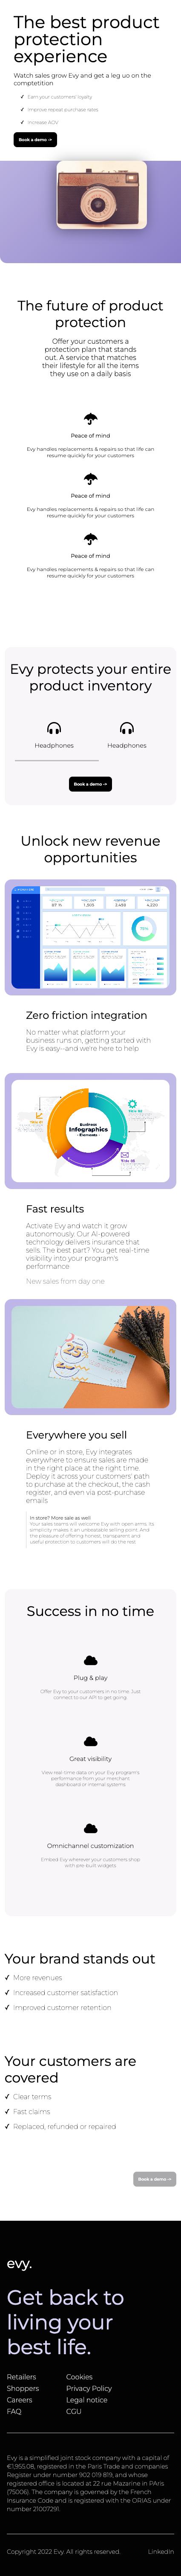 The best product
protection
experience
Watch sales grow Evy and get a leg uo on the
comptetition
✓ Earn your customers' loyalty
✓ Improve repeat purchase rates
✓ Increase AOV
Book a demo ->
The future of product
protection
Offer your customers a
protection plan that stands
out. A service that matches
their lifestyle for all the items
they use on a daily basis
Peace of mind
Evy handles replacements & repairs so that life can
resume quickly for your customers
Peace of mind
Evy handles replacements & repairs so that life can
resume quickly for your customers
Peace of mind
Evy handles replacements & repairs so that life can
resume quickly for your customers
Evy protects your entire
product inventory
Headphones Headphones
Book a demo ->
Unlock new revenue
opportunities
Zero friction integration
No matter what platform your
business runs on, getting started with
Evy is easy--and we're here to help
Business
Infographics
- Elements -
Fast results
Activate Evy and watch it grow
autonomously. Our AI-powered
technology delivers insurance that
sells. The best part? You get real-time
visibility into your program's
performance
New sales from day one
25
Everywhere you sell
Online or in store, Evy integrates
everywhere to ensure sales are made
in the right place at the right time.
Deploy it across your customers' path
to purchase at the checkout, the cash
register, and even via post-purchase
emails
In store? More sale as well
Your sales teams will welcome Evy with open arms. Its
simplicity makes it an unbeatable selling point. And
the pleasure of offering honest, transparent and
useful protection to customers will do the rest.
Success in no time
Plug & play
Offer Evy to your customers in no time. Just
connect to our API to get going.
Great visibility
View real-time data on your Evy program's
performance from your merchant
dashboard or internal systems
Omnichannel customization
Embed Evy wherever your customers shop
with pre-built widgets
Your brand stands out
✓ More revenues
✓ Increased customer satisfaction
✓ Improved customer retention
Your customers are
covered
✓ Clear terms
✓ Fast claims
✓ Replaced, refunded or repaired
Book a demo ->
evy.
Get back to
living your
best life.
Retailers Cookies
Shoppers Privacy Policy
Careers Legal notice
FAQ CGU
Evy is a simplified joint stock company with a capital of
€1,955.08, registered in the Paris Trade and companies
Register under number 902 019 819, and whose
registered office is located at 22 rue Mazarine in PAris
(75006). The company is governed by the French
Insurance Code and is registered with the ORIAS under
number 21007291.
Copyright 2022 Evy. All rights reserved. LinkedIn